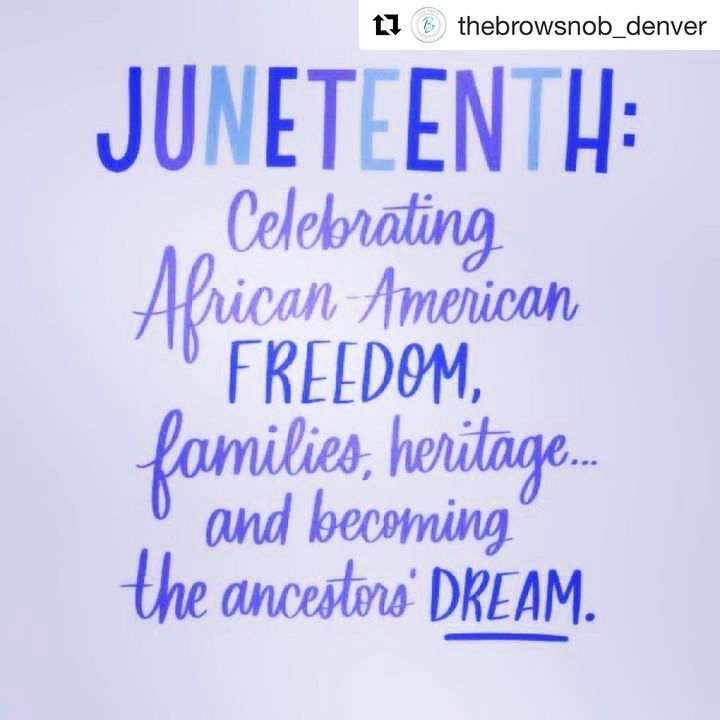 thebrowsnob_denver
JUNETEENTH:
Celebrating
African-American
FREEDOM,
families, heritage...
and becoming
the ancestors' DREAM.